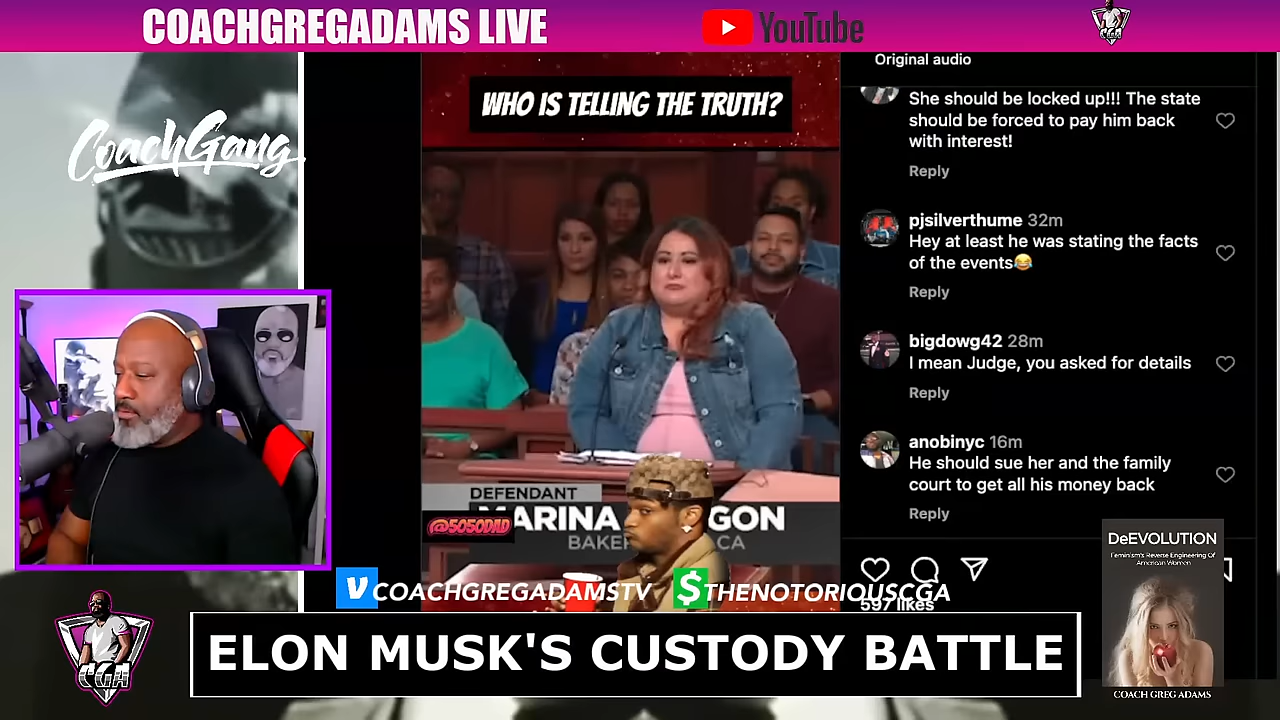 COACHGREGADAMS LIVE
YouTube
CGA
CoachGang
WHO IS TELLING THE TRUTH?
DEFENDANT
@5050DAD
BAKER
CA
Original audio
She should be locked up!!! The state
should be forced to pay him back
with interest!
Reply
pjsilverthume 32m
Hey at least he was stating the facts
of the events😂
Reply
bigdowg42 28m
I mean Judge, you asked for details
Reply
anobinyc 16m
He should sue her and the family
court to get all his money back
Reply
597 likes
COACHGREGADAMSTV
THENOTORIOUSCGA
CGA
ELON MUSK'S CUSTODY BATTLE
DeEVOLUTION
Feminism's Reverse Engineering Of
American Women
COACH GREG ADAMS